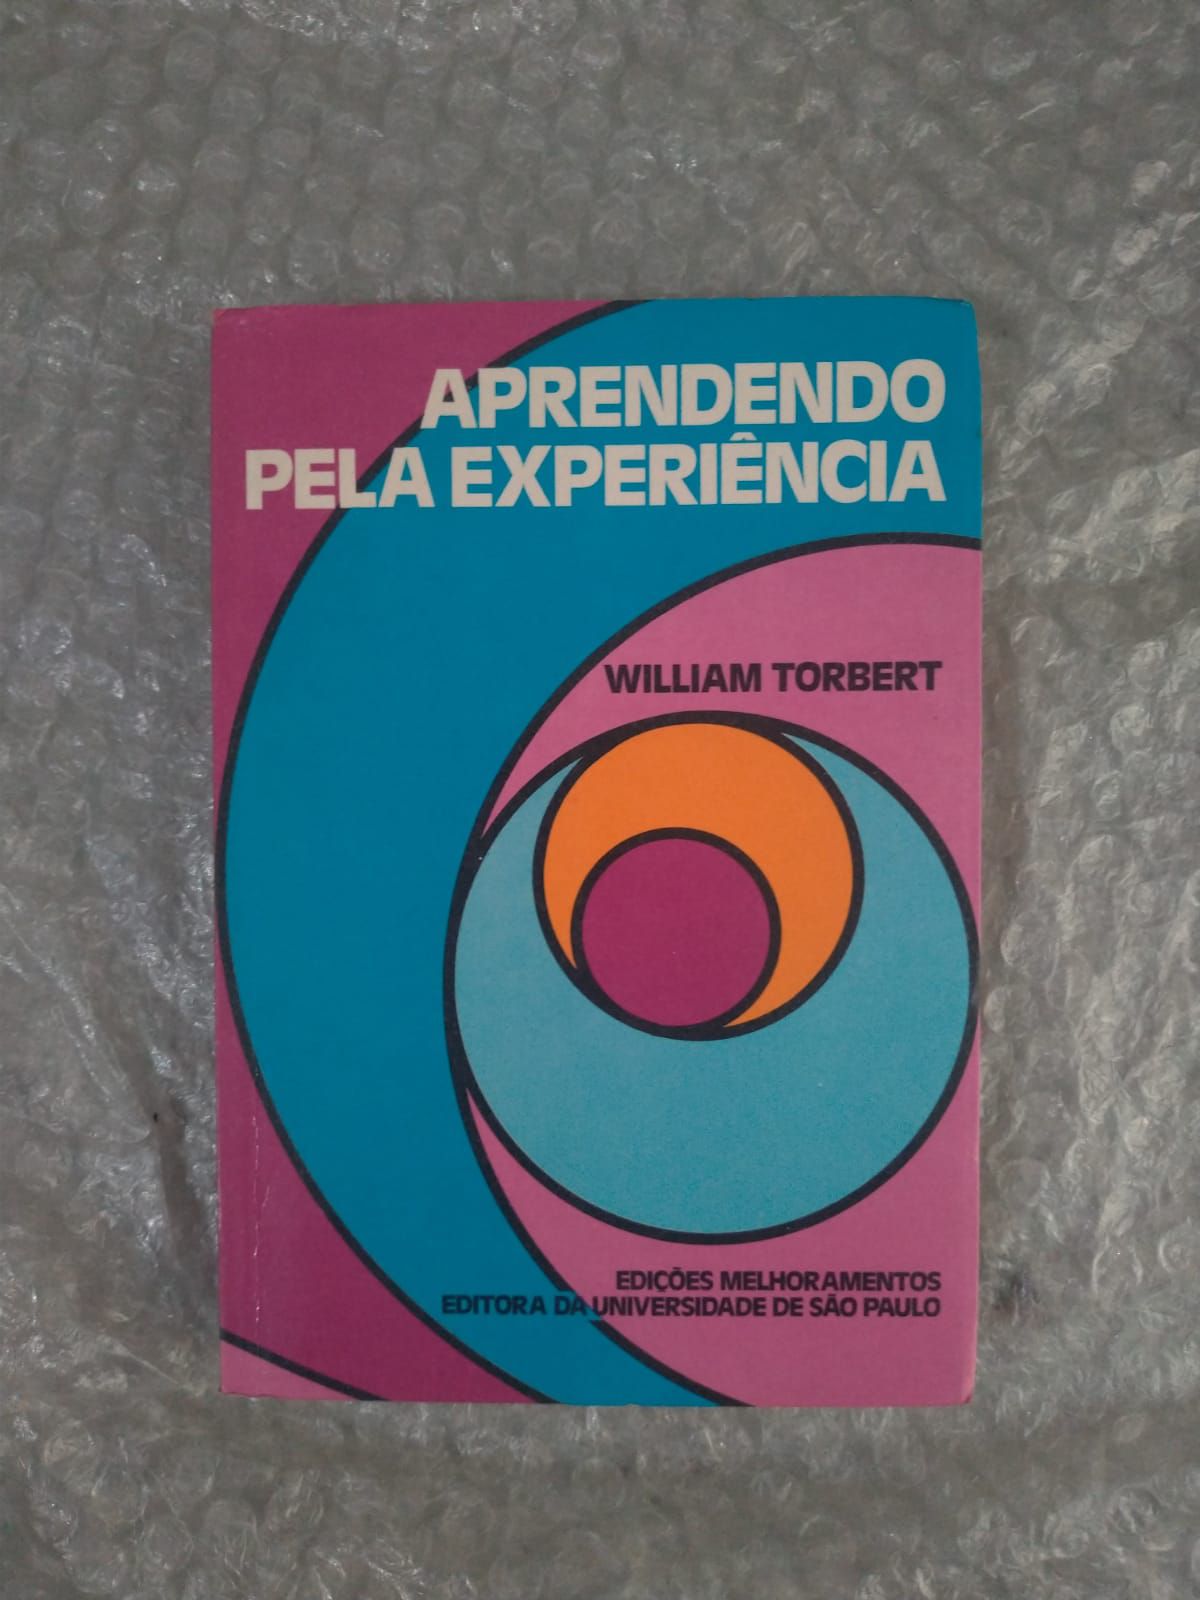 APRENDENDO
PELA EXPERIÊNCIA
WILLIAM TORBERT
EDIÇÕES MELHORAMENTOS
EDITORA DA UNIVERSIDADE DE SÃO PAULO